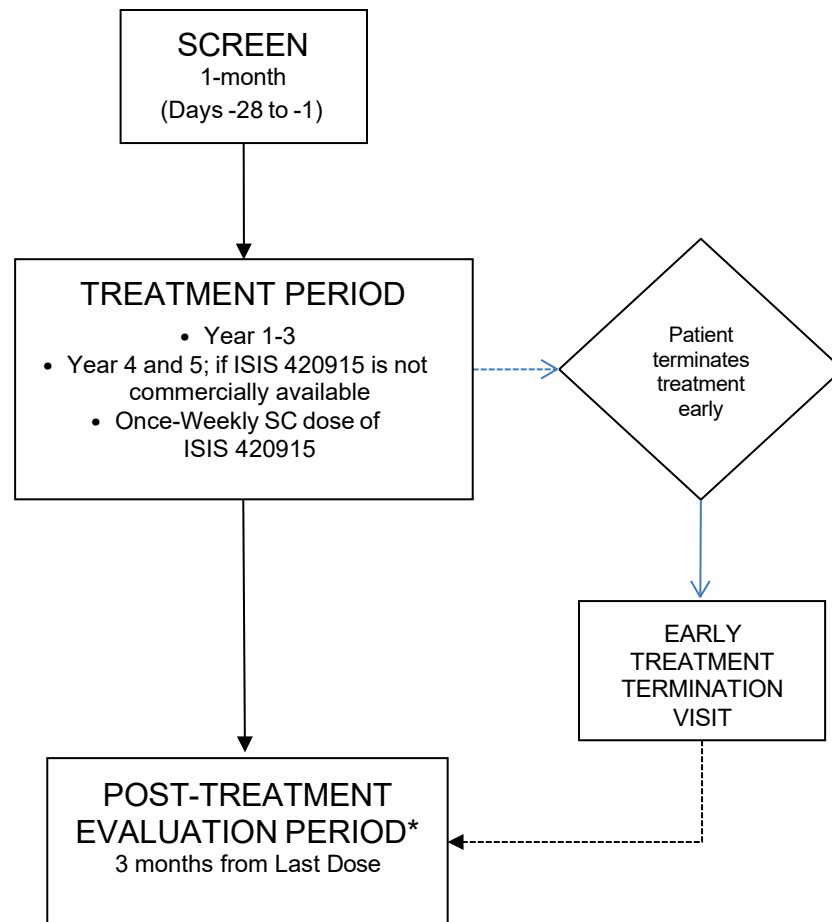 SCREEN
1-month
(Days -28 to -1)
TREATMENT PERIOD
• Year 1-3
• Year 4 and 5; if ISIS 420915 is not
commercially available
• Once-Weekly SC dose of
ISIS 420915
Patient
terminates
treatment
early
EARLY
TREATMENT
TERMINATION
VISIT
POST-TREATMENT
EVALUATION PERIOD*
3 months from Last Dose